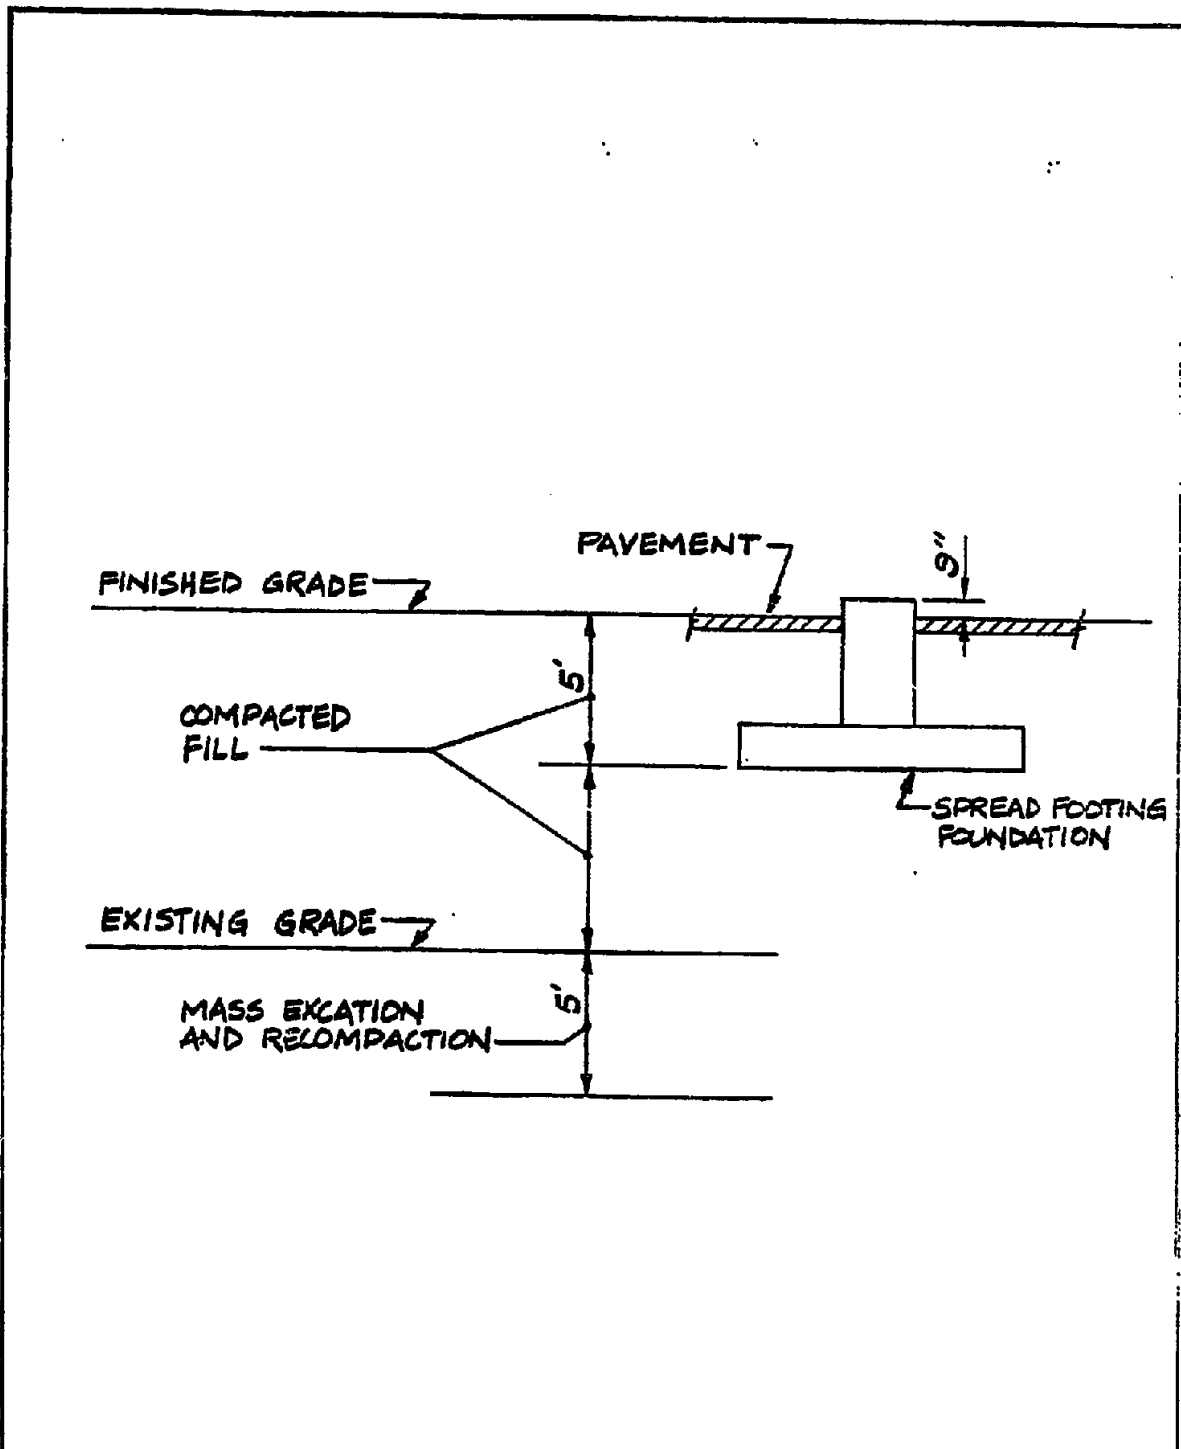 PAVEMENT
9"
FINISHED GRADE
5'
COMPACTED
FILL
SPREAD FOOTING
FOUNDATION
EXISTING GRADE
5'
MASS EXCATION
AND RECOMPACTION